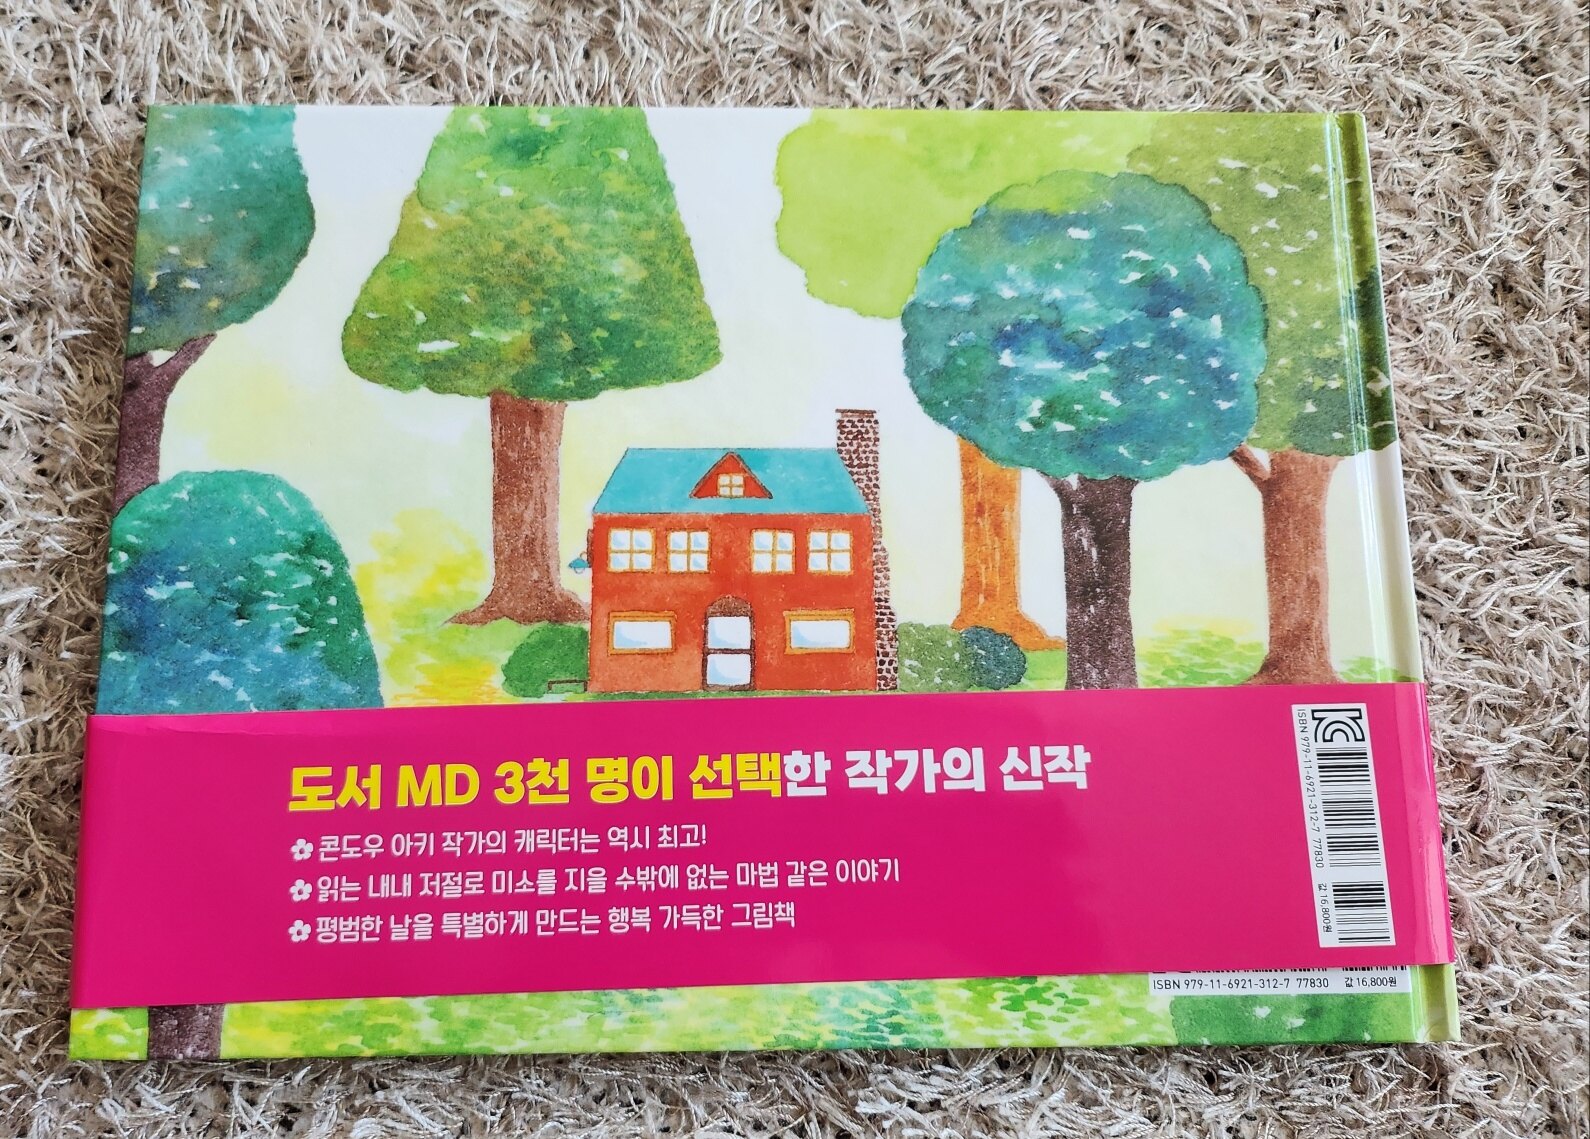 도서 MD 3천 명이 선택한 작가의 신작
콘도우 아키 작가의 캐릭터는 역시 최고!
읽는 내내 저절로 미소를 지을 수밖에 없는 마법 같은 이야기
평범한 날을 특별하게 만드는 행복 가득한 그림책
ISBN 979-11-6921-312-7 77830 값 16,800원
ISBN 979-11-6921-312-7 77830 값 16,800원